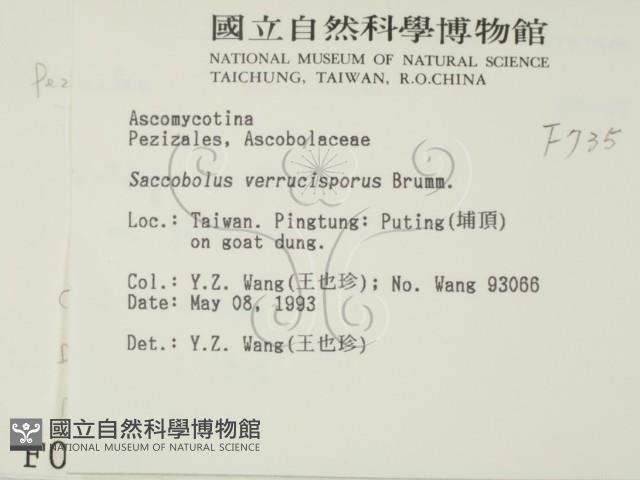 國立自然科學博物館
NATIONAL MUSEUM OF NATURAL SCIENCE
TAICHUNG, TAIWAN, R.O.CHINA
Pez
Ascomycotina
Pezizales, Ascobolaceae
F735
Saccobolus verrucisporus Brumm.
Loc.: Taiwan. Pingtung: Puting(埔頂)
on goat dung.
Col.: Y.Z. Wang(王也珍); No. Wang 93066
Date: May 08, 1993
Det.: Y.Z. Wang(王也珍)
國立自然科學博物館
NATIONAL MUSEUM OF NATURAL SCIENCE
F0